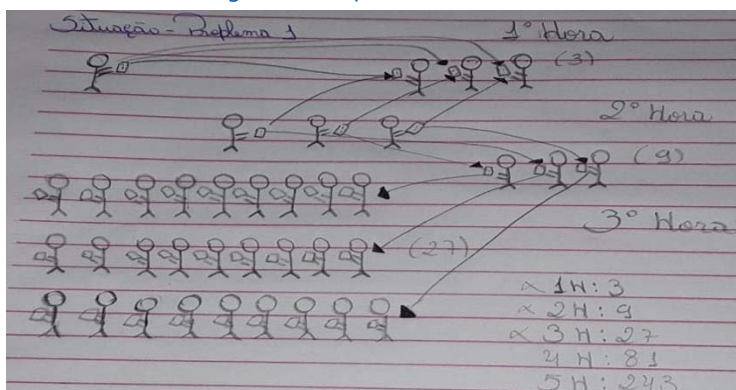 Situação - Problema 1
1° Hora
(3)
2° Hora
(9)
3° Hora
(27)
∝ 1H: 3
∝ 2H: 9
∝ 3H: 27
4H: 81
5H: 243